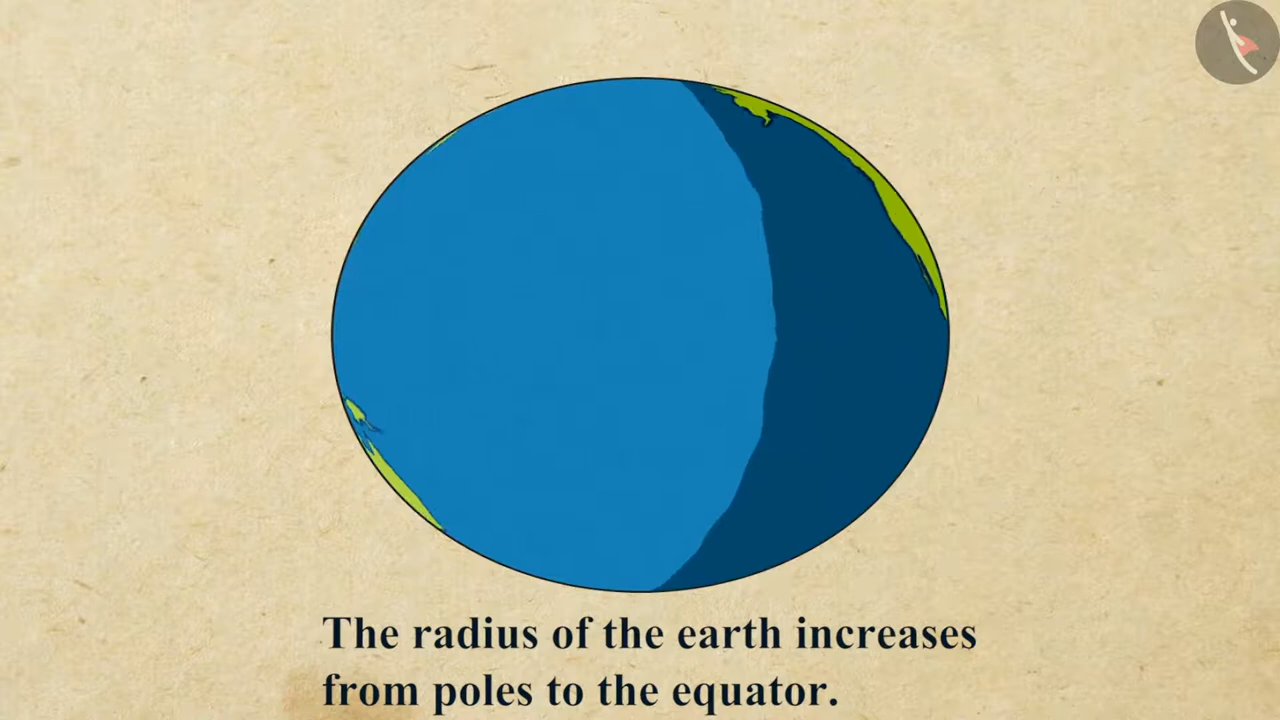 The radius of the earth increases
from poles to the equator.